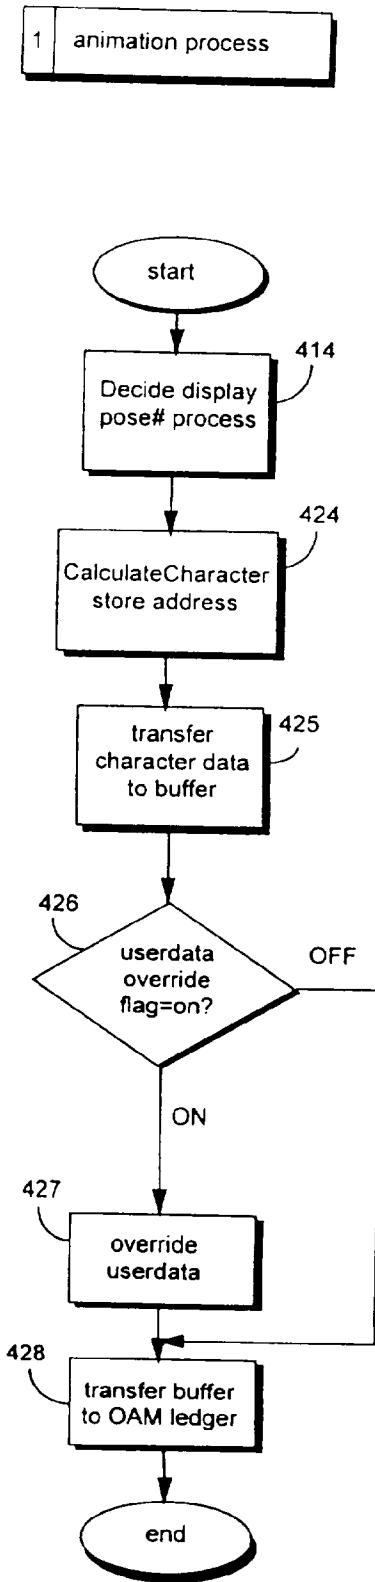 1 animation process
start
414
Decide display
pose# process
424
CalculateCharacter
store address
425
transfer
character data
to buffer
426
userdata
override
flag=on?
OFF
ON
427
override
userdata
428
transfer buffer
to OAM ledger
end